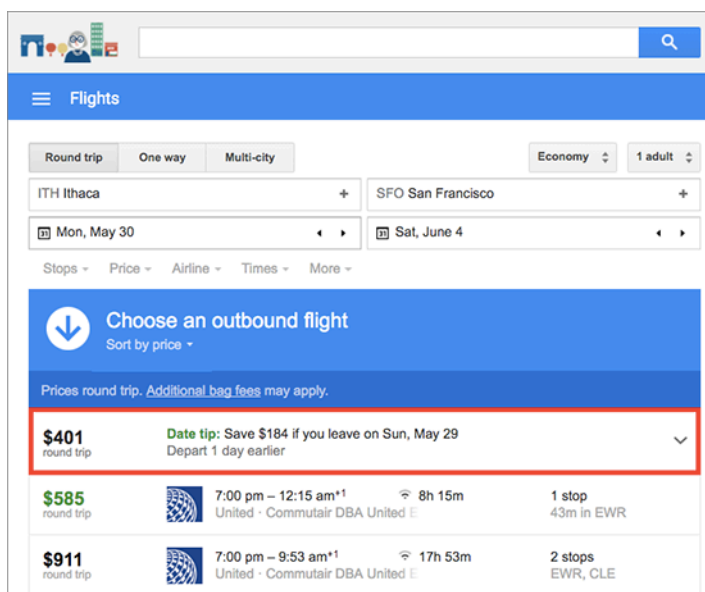 Flights
Round trip One way Multi-city Economy 1 adult
ITH Ithaca + SFO San Francisco +
31 Mon, May 30 31 Sat, June 4
Stops Price Airline Times More
Choose an outbound flight
Sort by price
Prices round trip. Additional bag fees may apply.
$401 Date tip: Save $184 if you leave on Sun, May 29
round trip Depart 1 day earlier
$585 7:00 pm – 12:15 am+1 8h 15m 1 stop
round trip United · Commutair DBA United E 43m in EWR
$911 7:00 pm – 9:53 am+1 17h 53m 2 stops
round trip United · Commutair DBA United E EWR, CLE